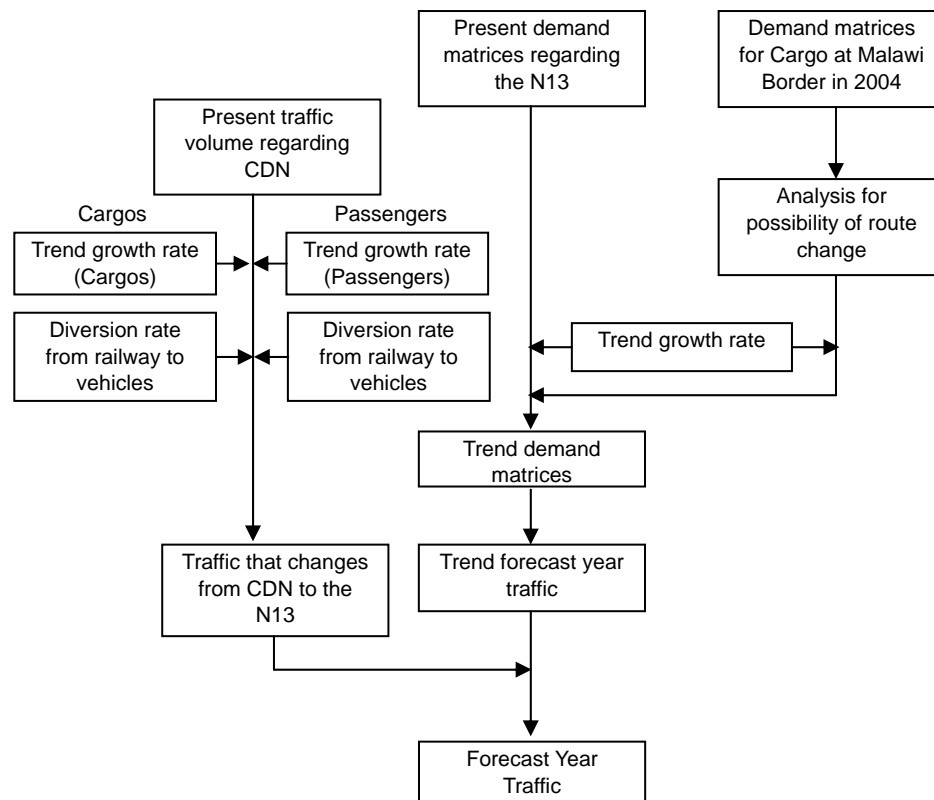 Present demand
matrices regarding
the N13
Demand matrices
for Cargo at Malawi
Border in 2004
Present traffic
volume regarding
CDN
Analysis for
possibility of route
change
Cargos
Passengers
Trend growth rate
(Cargos)
Trend growth rate
(Passengers)
Diversion rate
from railway to
vehicles
Diversion rate
from railway to
vehicles
Trend growth rate
Trend demand
matrices
Traffic that changes
from CDN to the
N13
Trend forecast year
traffic
Forecast Year
Traffic